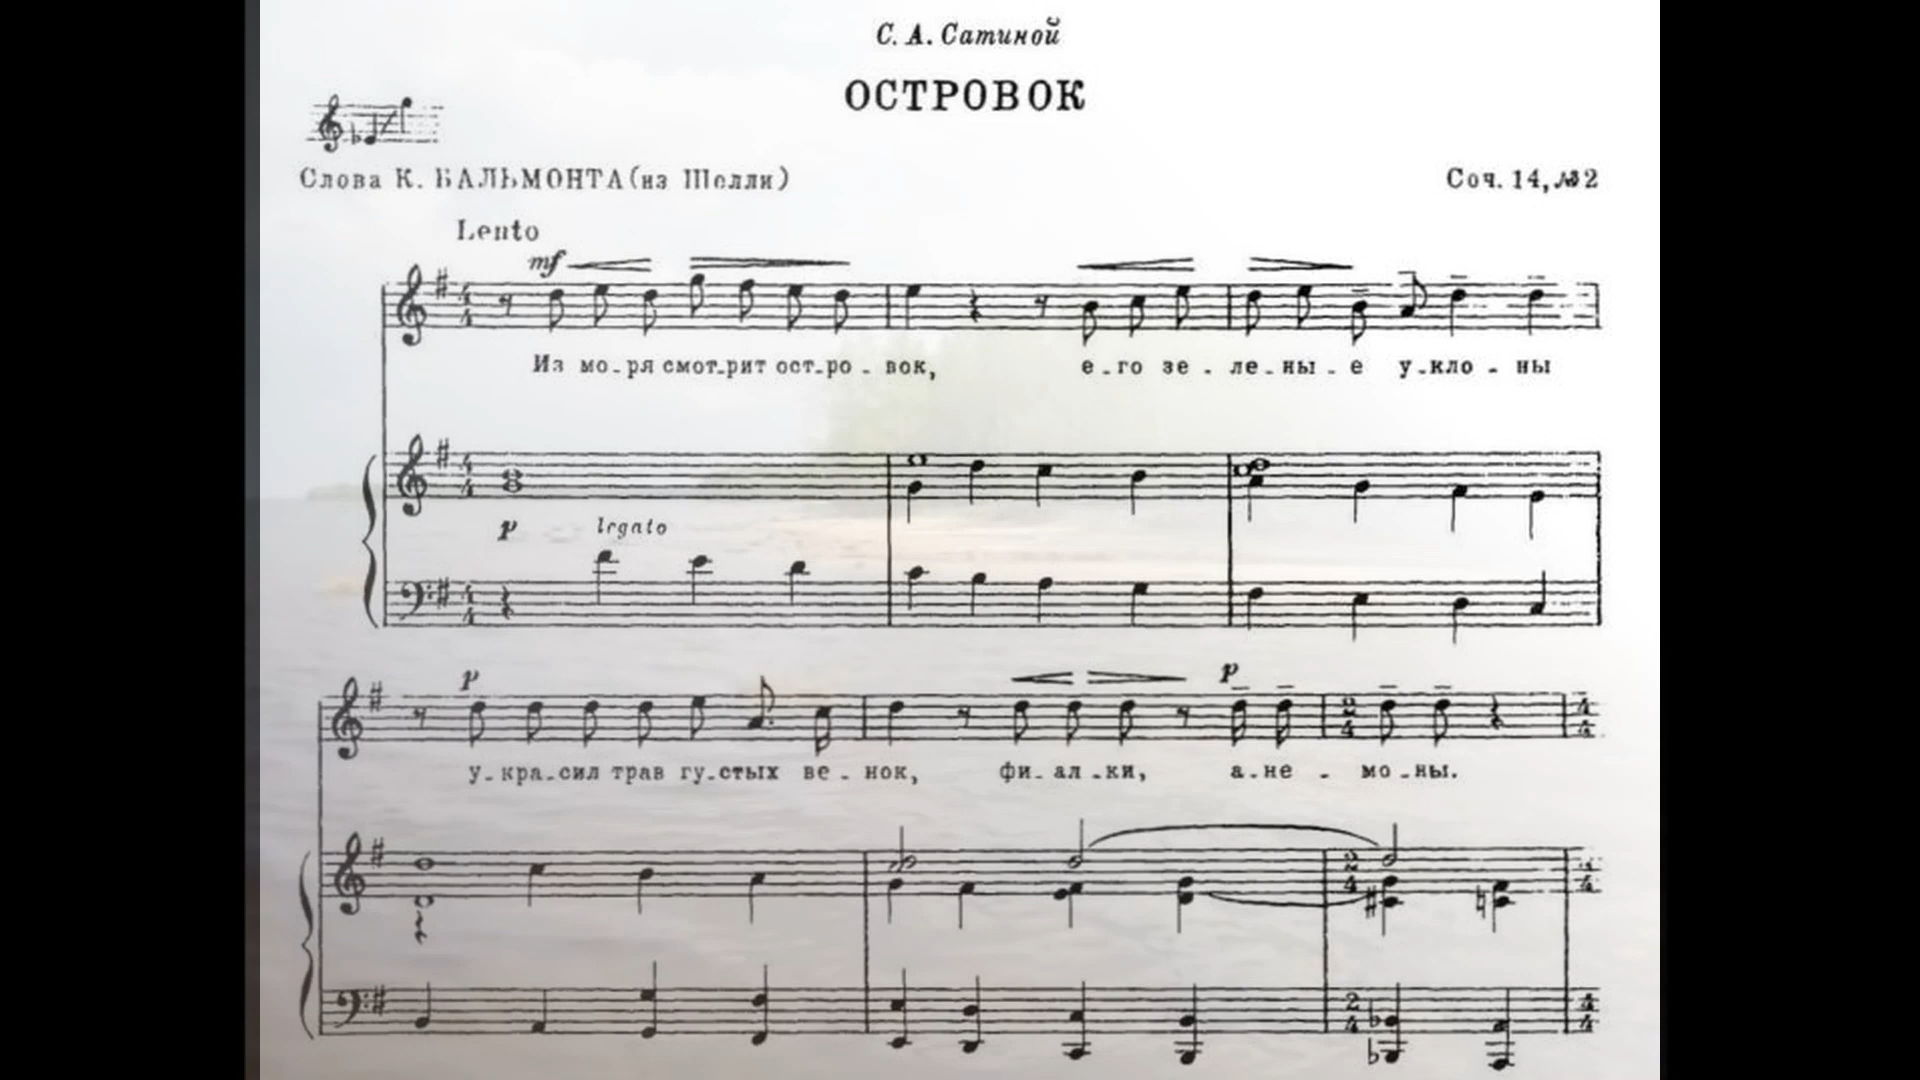 С. А. Сатиной
ОСТРОВОК
Слова К. БАЛЬМОНТА (из Шелли)
Соч. 14, №2
Lento
mf
Из мо-ря смот-рит ост-ро-вок, е-го зе-ле-ны-е у-кло-ны
p legato
p p
у-кра-сил трав гу-стых ве-нок, фи-ал-ки, а-не-мо-ны.